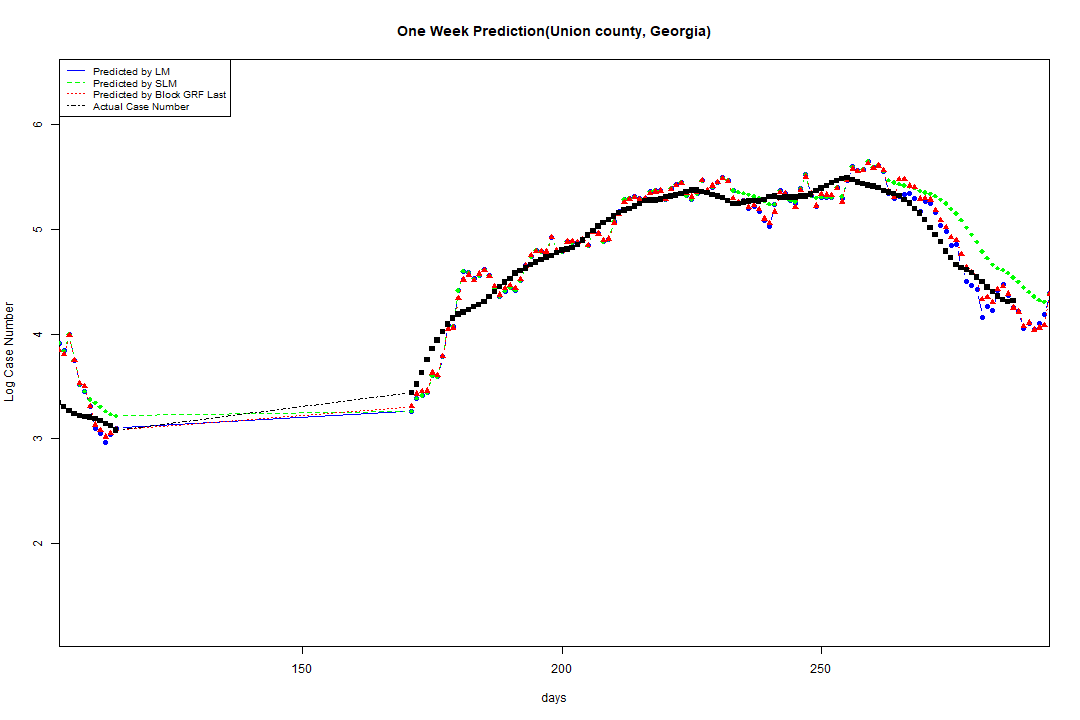 One Week Prediction(Union county, Georgia)
Predicted by LM
Predicted by SLM
Predicted by Block GRF Last
Actual Case Number
6
5
4
3
2
Log Case Number
150 200 250
days